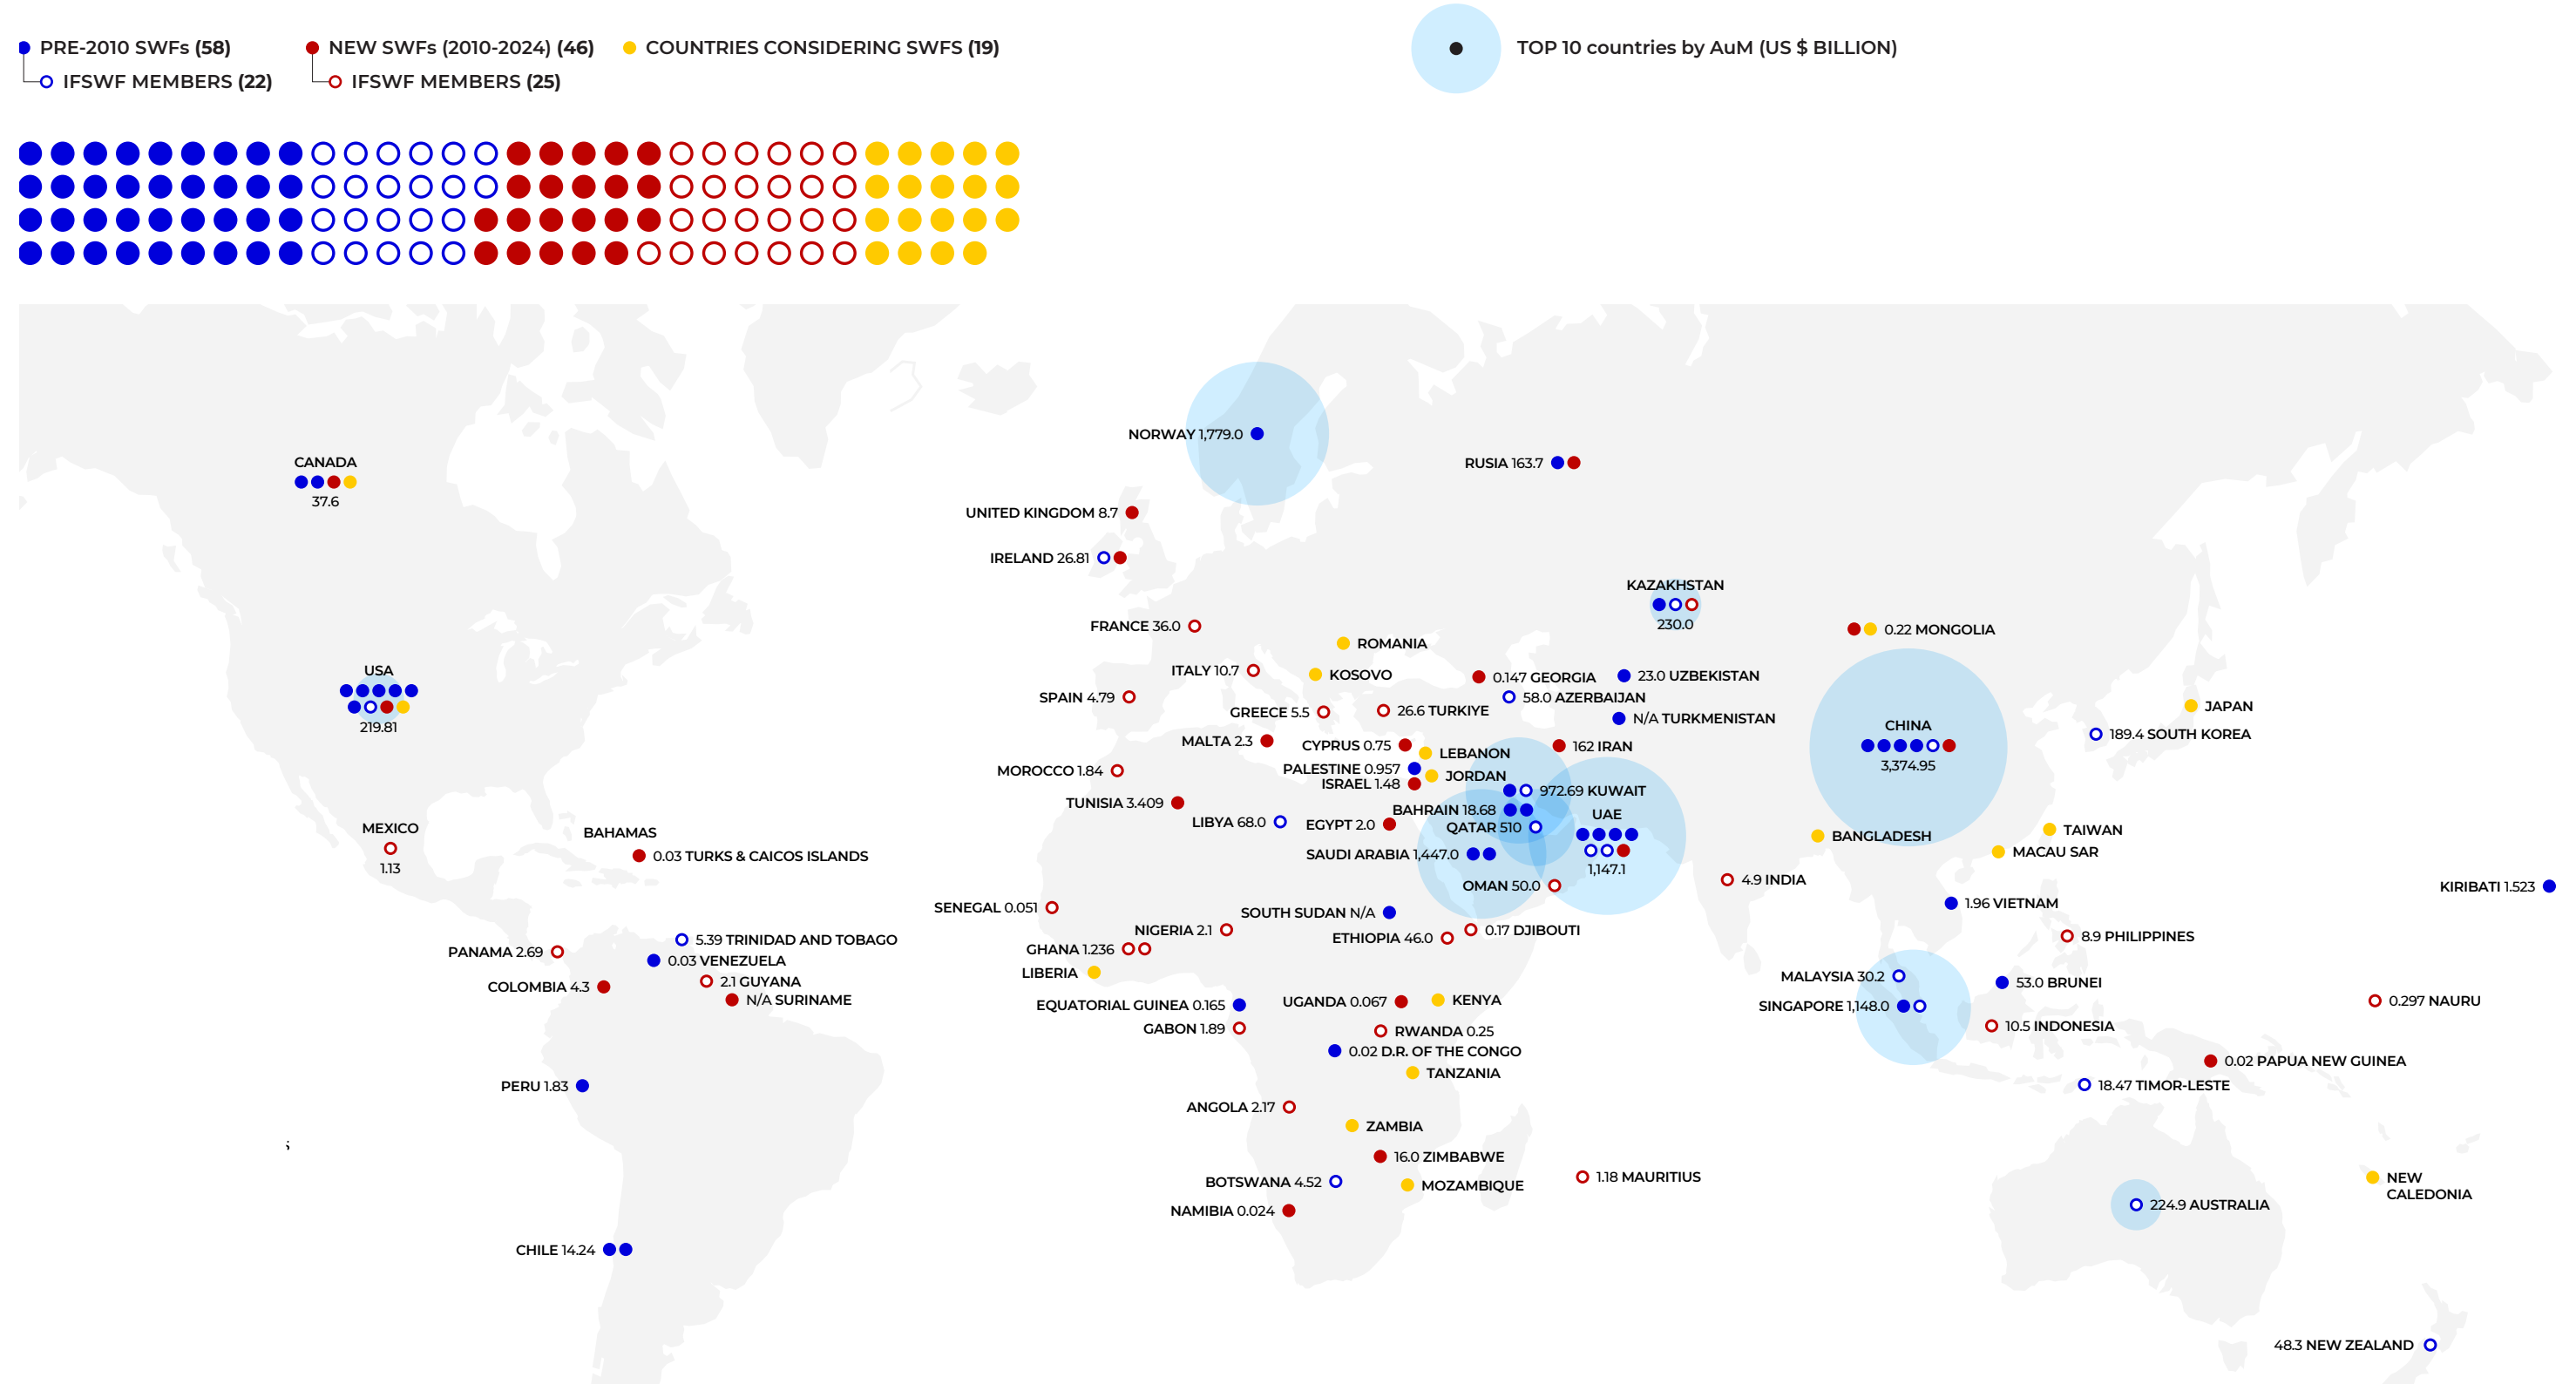 PRE-2010 SWFs (58)
NEW SWFs (2010-2024) (46)
COUNTRIES CONSIDERING SWFS (19)
TOP 10 countries by AuM (US $ BILLION)
IFSWF MEMBERS (22)
IFSWF MEMBERS (25)
NORWAY 1,779.0
CANADA
37.6
RUSIA 163.7
UNITED KINGDOM 8.7
IRELAND 26.81
KAZAKHSTAN
230.0
FRANCE 36.0
0.22 MONGOLIA
ROMANIA
USA
219.81
ITALY 10.7
KOSOVO
0.147 GEORGIA
23.0 UZBEKISTAN
SPAIN 4.79
58.0 AZERBAIJAN
GREECE 5.5
26.6 TURKIYE
N/A TURKMENISTAN
JAPAN
CHINA
3,374.95
189.4 SOUTH KOREA
MALTA 2.3
CYPRUS 0.75
LEBANON
162 IRAN
MOROCCO 1.84
PALESTINE 0.957
JORDAN
ISRAEL 1.48
972.69 KUWAIT
TUNISIA 3.409
BAHRAIN 18.68
UAE
1,147.1
LIBYA 68.0
EGYPT 2.0
QATAR 510
MEXICO
1.13
BAHAMAS
0.03 TURKS & CAICOS ISLANDS
SAUDI ARABIA 1,447.0
BANGLADESH
TAIWAN
MACAU SAR
OMAN 50.0
4.9 INDIA
KIRIBATI 1.523
SENEGAL 0.051
SOUTH SUDAN N/A
1.96 VIETNAM
NIGERIA 2.1
ETHIOPIA 46.0
0.17 DJIBOUTI
8.9 PHILIPPINES
5.39 TRINIDAD AND TOBAGO
PANAMA 2.69
0.03 VENEZUELA
GHANA 1.236
LIBERIA
MALAYSIA 30.2
2.1 GUYANA
COLOMBIA 4.3
53.0 BRUNEI
N/A SURINAME
EQUATORIAL GUINEA 0.165
UGANDA 0.067
KENYA
SINGAPORE 1,148.0
0.297 NAURU
GABON 1.89
RWANDA 0.25
10.5 INDONESIA
0.02 D.R. OF THE CONGO
0.02 PAPUA NEW GUINEA
TANZANIA
PERU 1.83
18.47 TIMOR-LESTE
ANGOLA 2.17
ZAMBIA
16.0 ZIMBABWE
1.18 MAURITIUS
BOTSWANA 4.52
MOZAMBIQUE
NEW
CALEDONIA
NAMIBIA 0.024
224.9 AUSTRALIA
CHILE 14.24
48.3 NEW ZEALAND